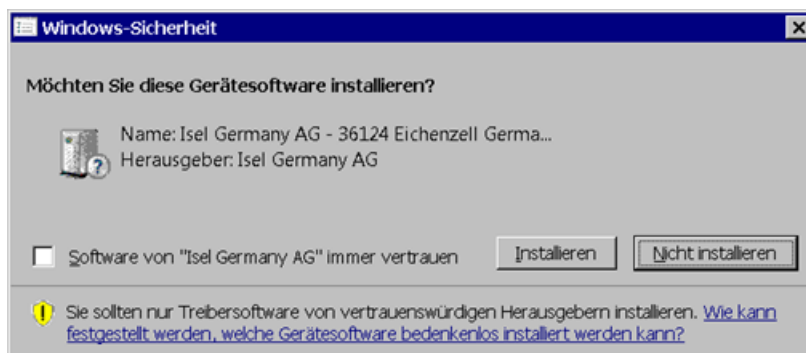 Windows-Sicherheit
Möchten Sie diese Gerätesoftware installieren?
Name: Isel Germany AG - 36124 Eichenzell Germa...
Herausgeber: Isel Germany AG
Software von "Isel Germany AG" immer vertrauen
Installieren
Nicht installieren
Sie sollten nur Treibersoftware von vertrauenswürdigen Herausgebern installieren. Wie kann
festgestellt werden, welche Gerätesoftware bedenkenlos installiert werden kann?